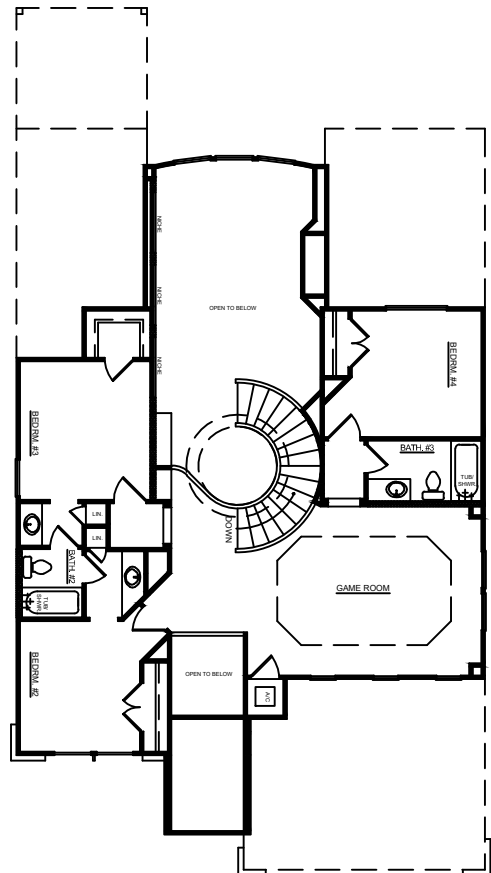 NICHE
NICHE
OPEN TO BELOW
NICHE
BEDRM. #4
BEDRM. #3
BATH. #3
TUB/
SHWR.
LIN.
LIN.
DOWN
BATH. #2
TUB/
SHWR.
GAME ROOM
BEDRM. #2
OPEN TO BELOW
A/C